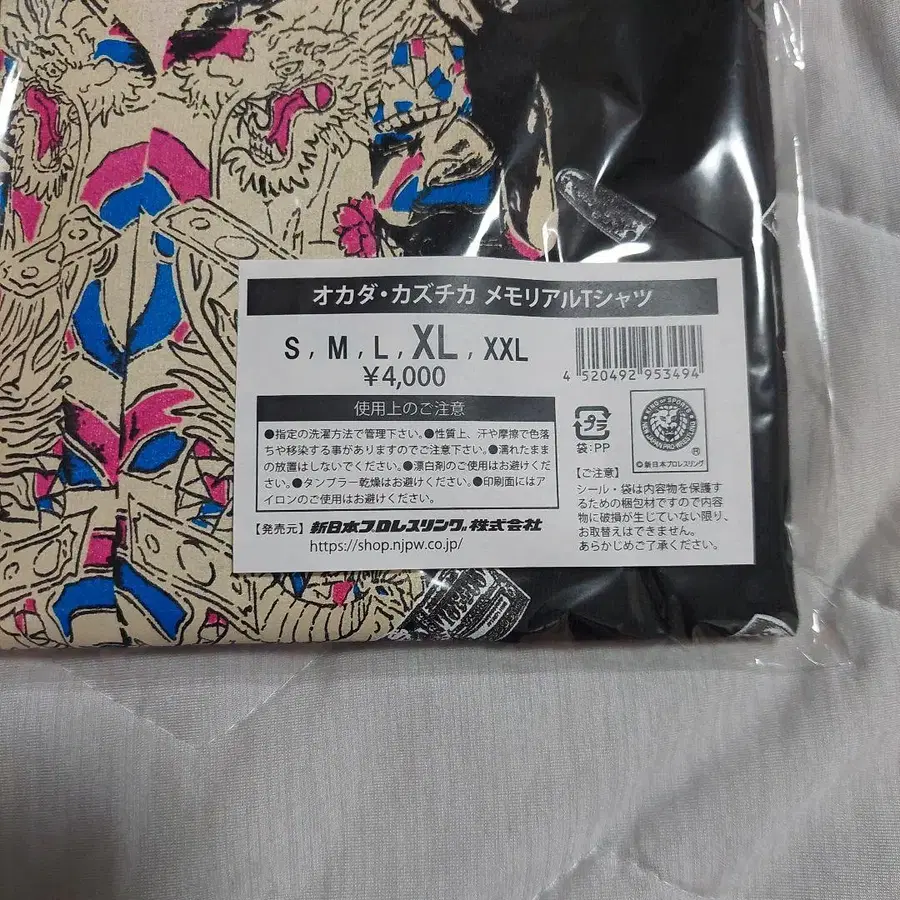 オカダ・カズチカ メモリアルTシャツ
S , M , L , XL , XXL
¥4,000
4 520492 953494
使用上のご注意
●指定の洗濯方法で管理下さい。●性質上、汗や摩擦で色落
ちや移染する事がありますのでご注意下さい。●濡れたまま
の放置はしないでください。●漂白剤のご使用はお避けくだ
さい。●タンブラー乾燥はお避けください。●印刷面にはア
イロンのご使用はお避けください。
プラ
袋:PP
KING OF SPORTS
NEW JAPAN PRO-WRESTLING
®
©新日本プロレスリング
【ご注意】
シール・袋は内容物を保護す
るための梱包材ですので内容
物に破損が生じていない限り、
お取替えはできません。
あらかじめご了承ください。
【発売元】 新日本プロレスリング株式会社
https://shop.njpw.co.jp/